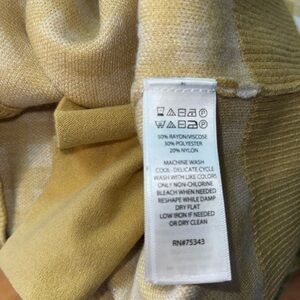 50% RAYON/VISCOSE
30% POLYESTER
20% NYLON
MACHINE WASH
COOL- DELICATE CYCLE
WASH WITH LIKE COLORS
ONLY NON-CHLORINE
BLEACH WHEN NEEDED
RESHAPE WHILE DAMP
DRY FLAT
LOW IRON IF NEEDED
OR DRY CLEAN
RN#75343